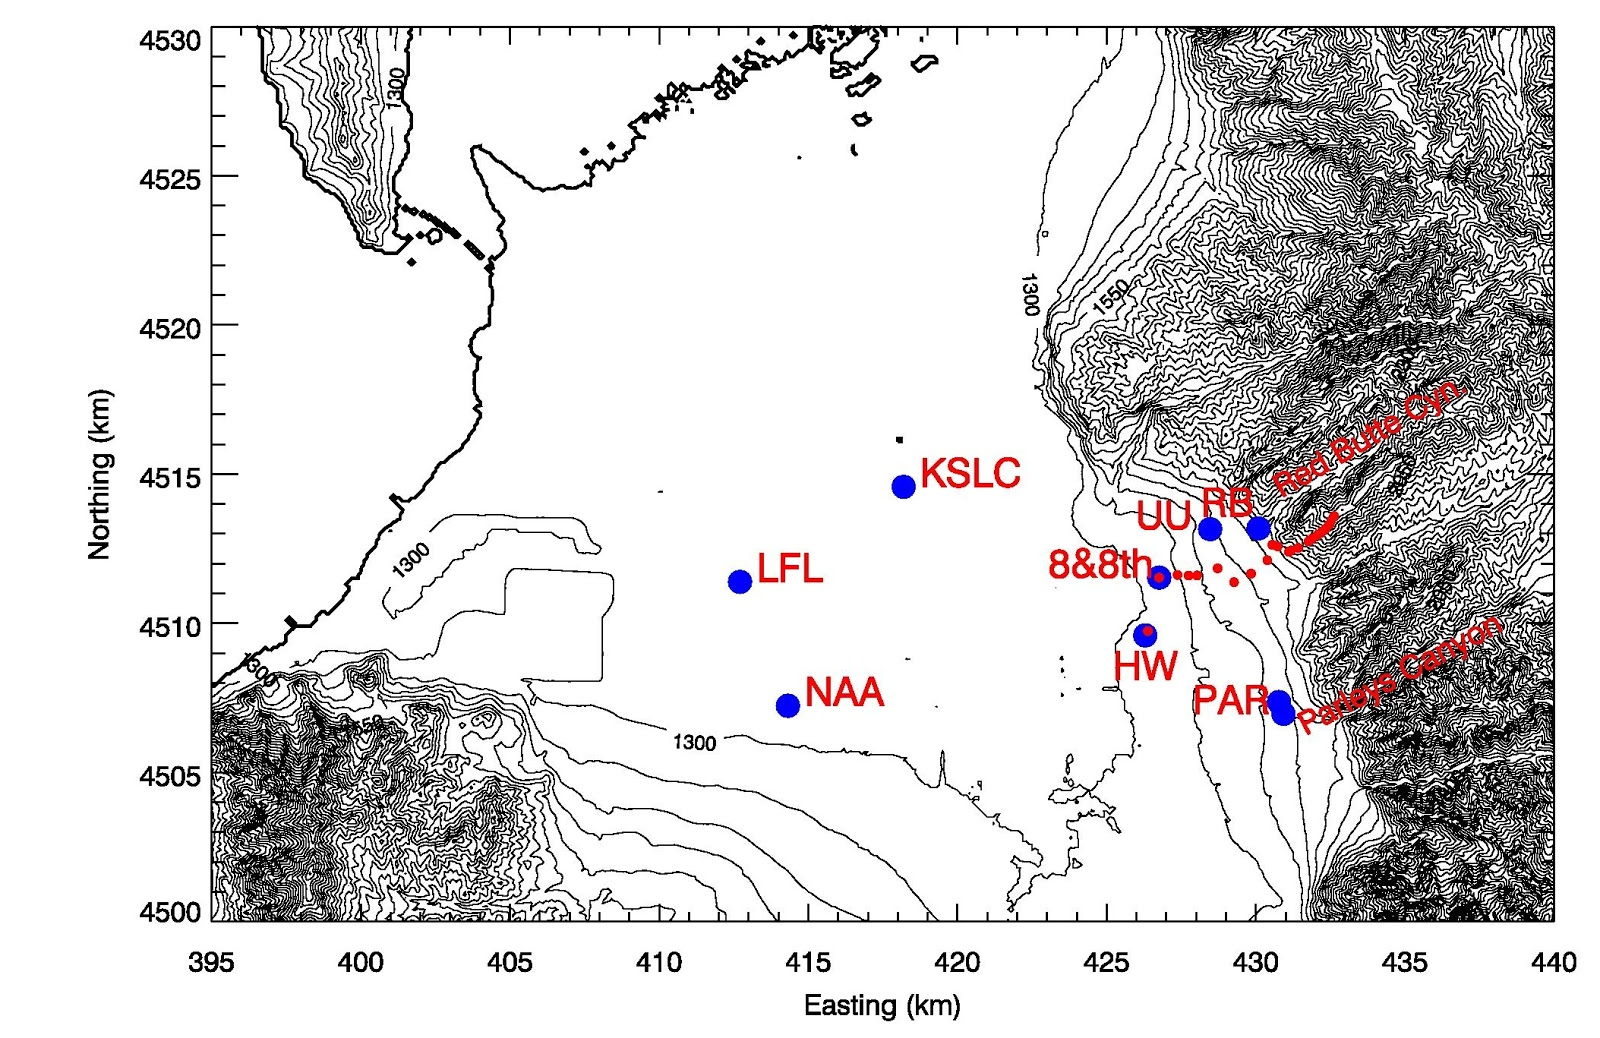 4530
1300
4525
1300
1550
4520
Northing (km)
Red Butte Cyn.
4515
KSLC
RB
UU
1300
LFL
8&8th
4510
Parleys Canyon
1300
HW
NAA
PAR
1550
1300
4505
4500
395 400 405 410 415 420 425 430 435 440
Easting (km)